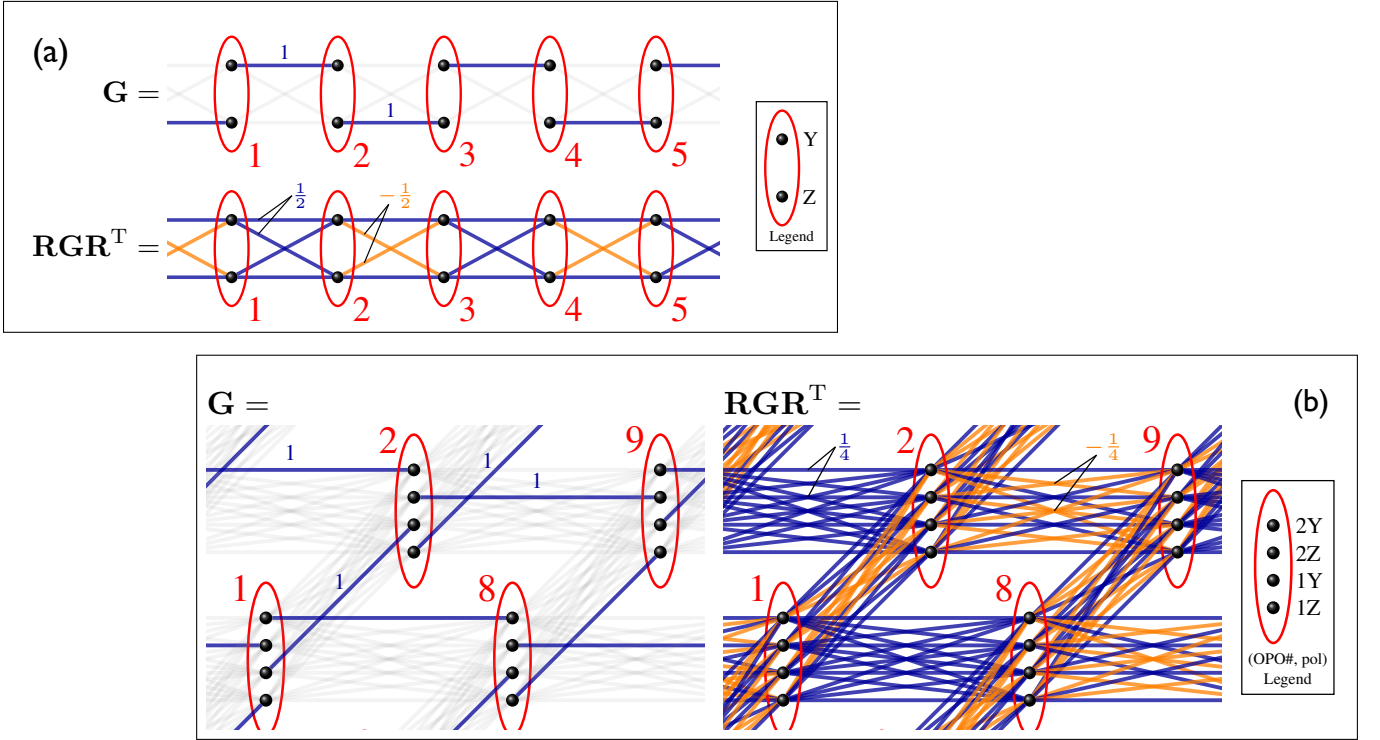 (a)
1
G =
1
1 2 3 4 5
Y
Z
Legend
1/2 −1/2
RGRᵀ =
1 2 3 4 5
G =
RGRᵀ =
(b)
1 2 1 9
1
1
1 8
1/4 2 −1/4 9
1 8
2Y
2Z
1Y
1Z
(OPO#, pol)
Legend